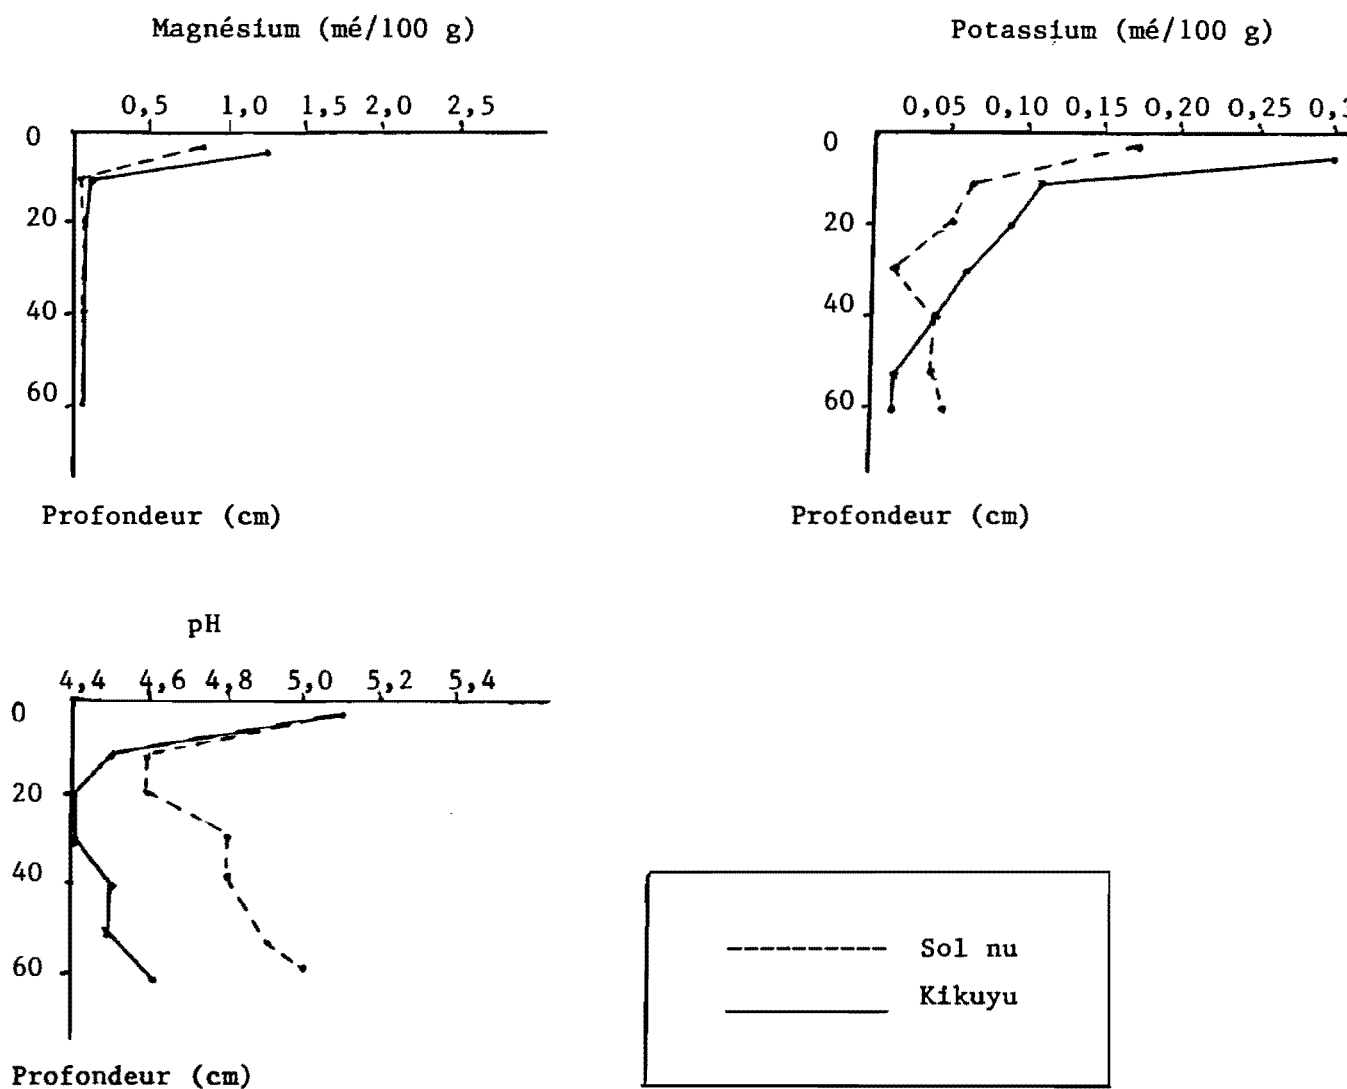 Magnésium (mé/100 g)
0,5 1,0 1,5 2,0 2,5
0
20
40
60
Profondeur (cm)
Potassium (mé/100 g)
0,05 0,10 0,15 0,20 0,25 0,3
0
20
40
60
Profondeur (cm)
pH
4,4 4,6 4,8 5,0 5,2 5,4
0
20
40
60
Profondeur (cm)
Sol nu
Kikuyu